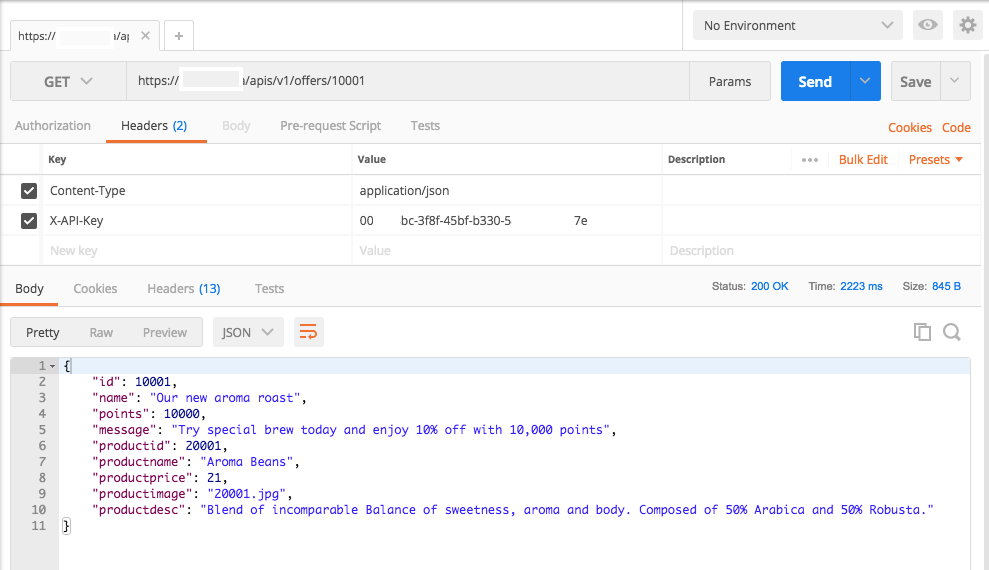 https:// /ap × +
No Environment
GET https:// /apis/v1/offers/10001 Params Send Save
Authorization Headers (2) Body Pre-request Script Tests Cookies Code
Key Value Description ••• Bulk Edit Presets
Content-Type application/json
X-API-Key 00 bc-3f8f-45bf-b330-5 7e
New key Value Description
Body Cookies Headers (13) Tests Status: 200 OK Time: 2223 ms Size: 845 B
Pretty Raw Preview JSON
1 {
2 "id": 10001,
3 "name": "Our new aroma roast",
4 "points": 10000,
5 "message": "Try special brew today and enjoy 10% off with 10,000 points",
6 "productid": 20001,
7 "productname": "Aroma Beans",
8 "productprice": 21,
9 "productimage": "20001.jpg",
10 "productdesc": "Blend of incomparable Balance of sweetness, aroma and body. Composed of 50% Arabica and 50% Robusta."
11 }